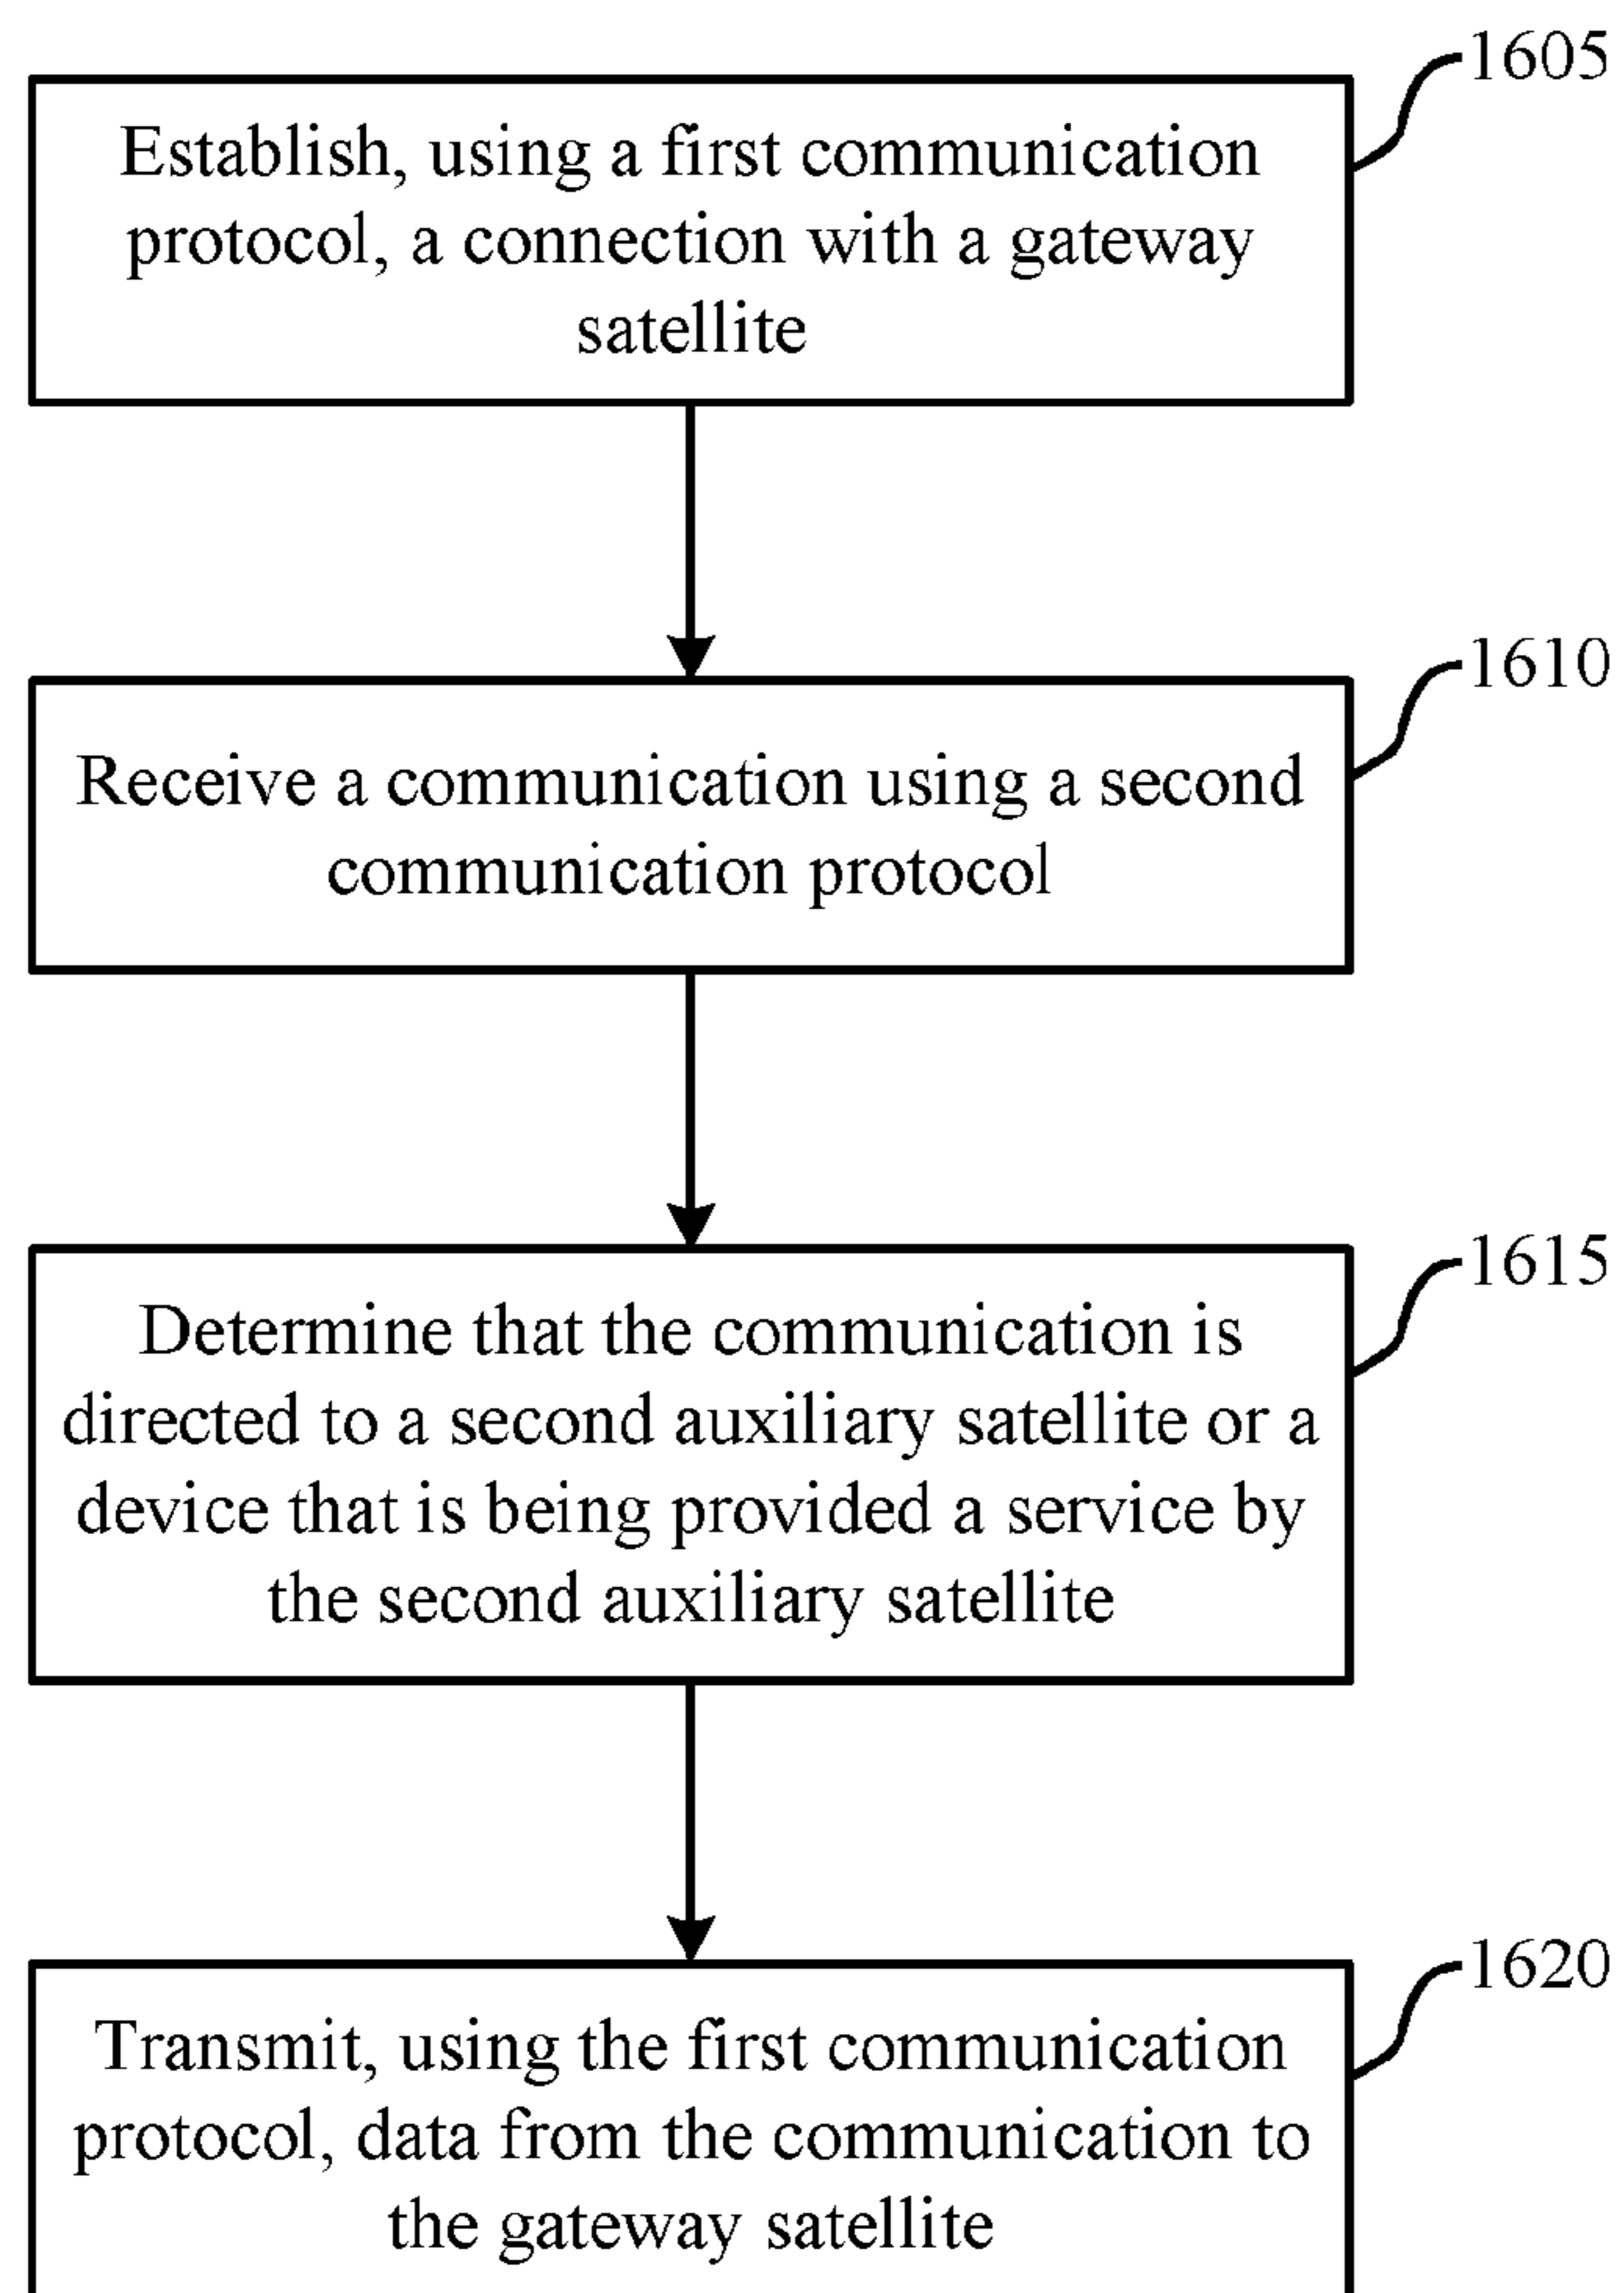 1605
Establish, using a first communication
protocol, a connection with a gateway
satellite
1610
Receive a communication using a second
communication protocol
1615
Determine that the communication is
directed to a second auxiliary satellite or a
device that is being provided a service by
the second auxiliary satellite
1620
Transmit, using the first communication
protocol, data from the communication to
the gateway satellite